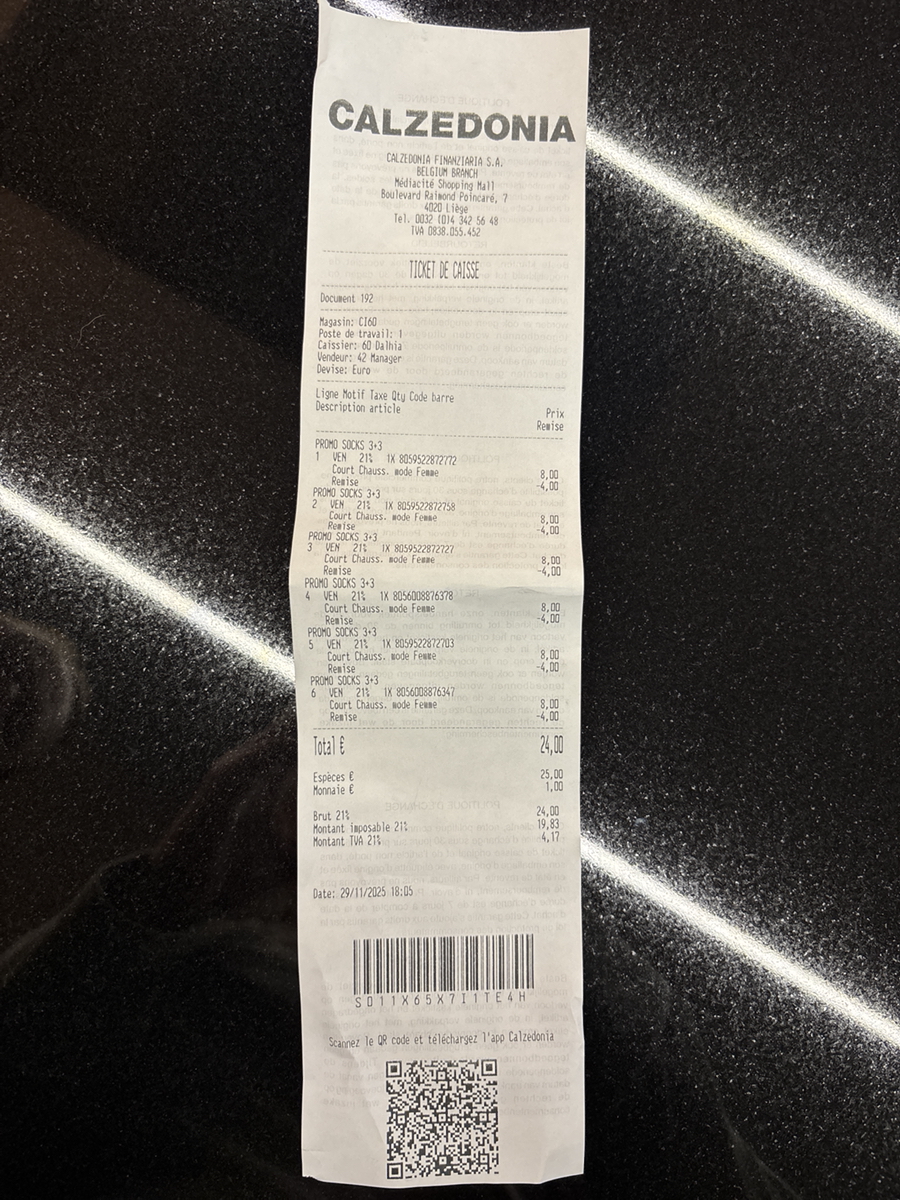 CALZEDONIA
CALZEDONIA FINANZIARIA S.A.
BELGIUM BRANCH
Médiacité Shopping Mall
Boulevard Raimond Poincaré, 7
4020 Liège
Tel. 0032 (0)4 342 56 48
TVA 0838.055.452
TICKET DE CAISSE
Document 192
Magasin: CI60
Poste de travail: 1
Caissier: 60 Dalhia
Vendeur: 42 Manager
Devise: Euro
Ligne Motif Taxe Qty Code barre
Description article Prix
Remise
PROMO SOCKS 3+3
1 VEN 21% 1X 8059522872772
Court Chauss. mode Femme 8,00
Remise -4,00
PROMO SOCKS 3+3
2 VEN 21% 1X 8059522872758
Court Chauss. mode Femme 8,00
Remise -4,00
PROMO SOCKS 3+3
3 VEN 21% 1X 8059522872727
Court Chauss. mode Femme 8,00
Remise -4,00
PROMO SOCKS 3+3
4 VEN 21% 1X 8056008876378
Court Chauss. mode Femme 8,00
Remise -4,00
PROMO SOCKS 3+3
5 VEN 21% 1X 8059522872703
Court Chauss. mode Femme 8,00
Remise -4,00
PROMO SOCKS 3+3
6 VEN 21% 1X 8056008876347
Court Chauss. mode Femme 8,00
Remise -4,00
Total € 24,00
Espèces € 25,00
Monnaie € 1,00
Brut 21% 24,00
Montant imposable 21% 19,83
Montant TVA 21% 4,17
Date: 29/11/2025 18:05
SD11X65X7I1TE4H
Scannez le QR code et téléchargez l'app Calzedonia